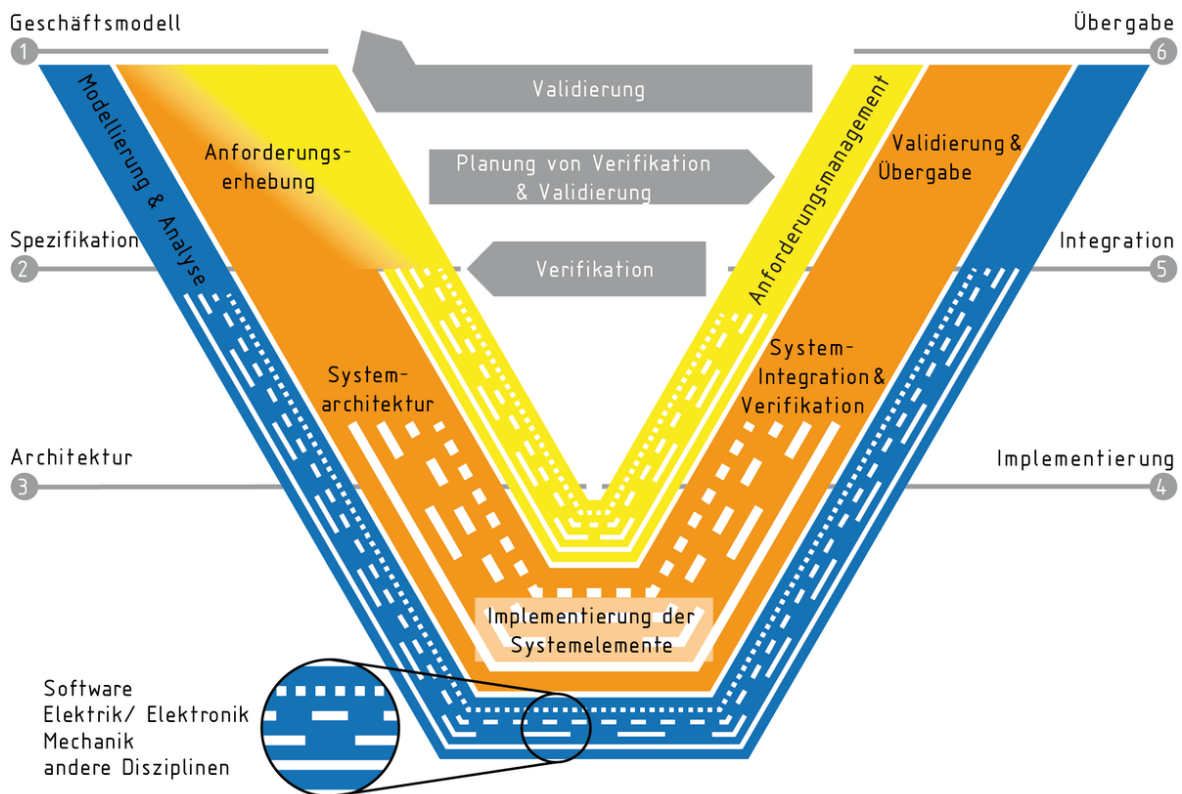 Geschäftsmodell
1
Übergabe
6
Validierung
Modellierung & Analyse
Anforderungs-
erhebung
Planung von Verifikation
& Validierung
Anforderungsmanagement
Validierung &
Übergabe
Spezifikation
2
Verifikation
Integration
5
System-
architektur
System-
Integration &
Verifikation
Architektur
3
Implementierung
4
Implementierung der
Systemelemente
Software
Elektrik/ Elektronik
Mechanik
andere Disziplinen